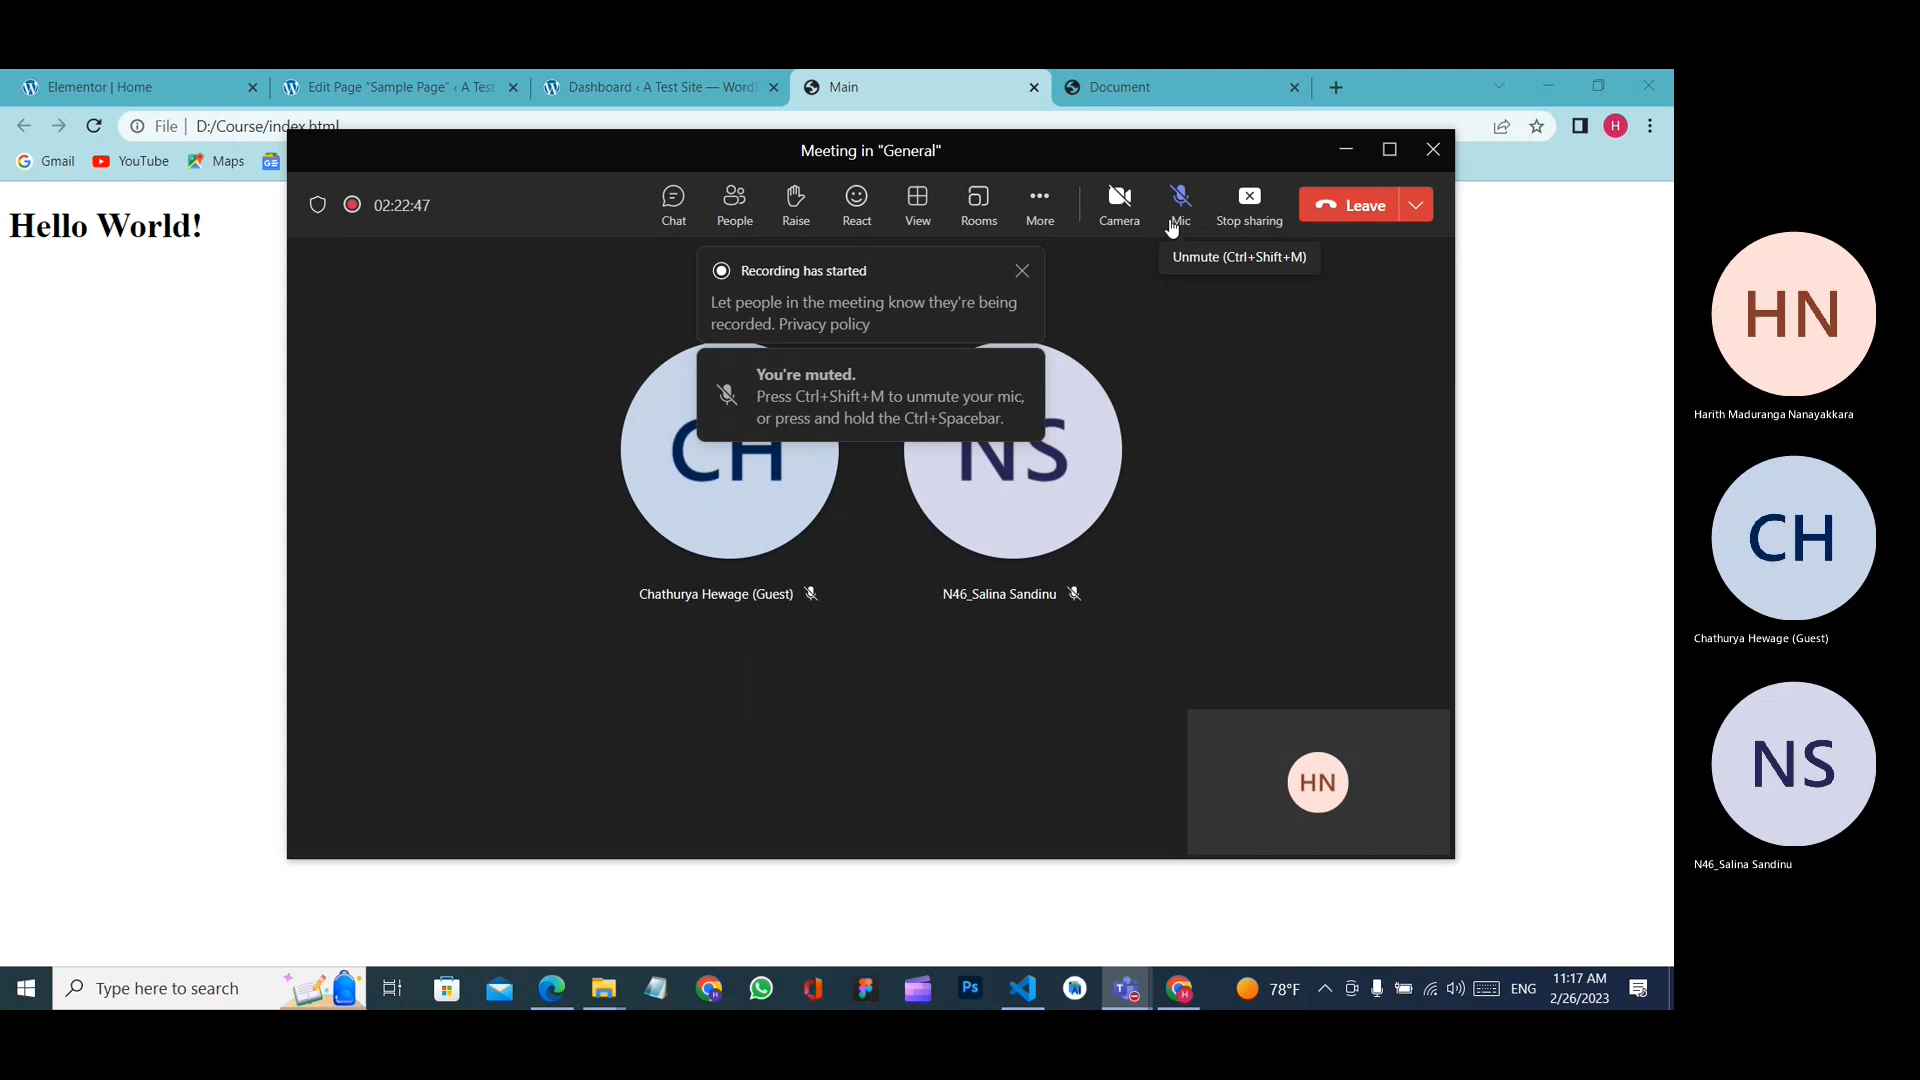 Elementor | Home
Edit Page "Sample Page" ‹ A Test
Dashboard ‹ A Test Site — Word
Main
Document
File | D:/Course/index.html
H
Gmail
YouTube
Maps
Meeting in "General"
02:22:47
Chat
People
Raise
React
View
Rooms
More
Camera
Mic
Stop sharing
Leave
Hello World!
Unmute (Ctrl+Shift+M)
Recording has started
Let people in the meeting know they're being
recorded. Privacy policy
You're muted.
Press Ctrl+Shift+M to unmute your mic,
or press and hold the Ctrl+Spacebar.
CH
NS
Chathurya Hewage (Guest)
N46_Salina Sandinu
HN
HN
Harith Maduranga Nanayakkara
CH
Chathurya Hewage (Guest)
NS
N46_Salina Sandinu
Type here to search
Ps
78°F
ENG
11:17 AM
2/26/2023